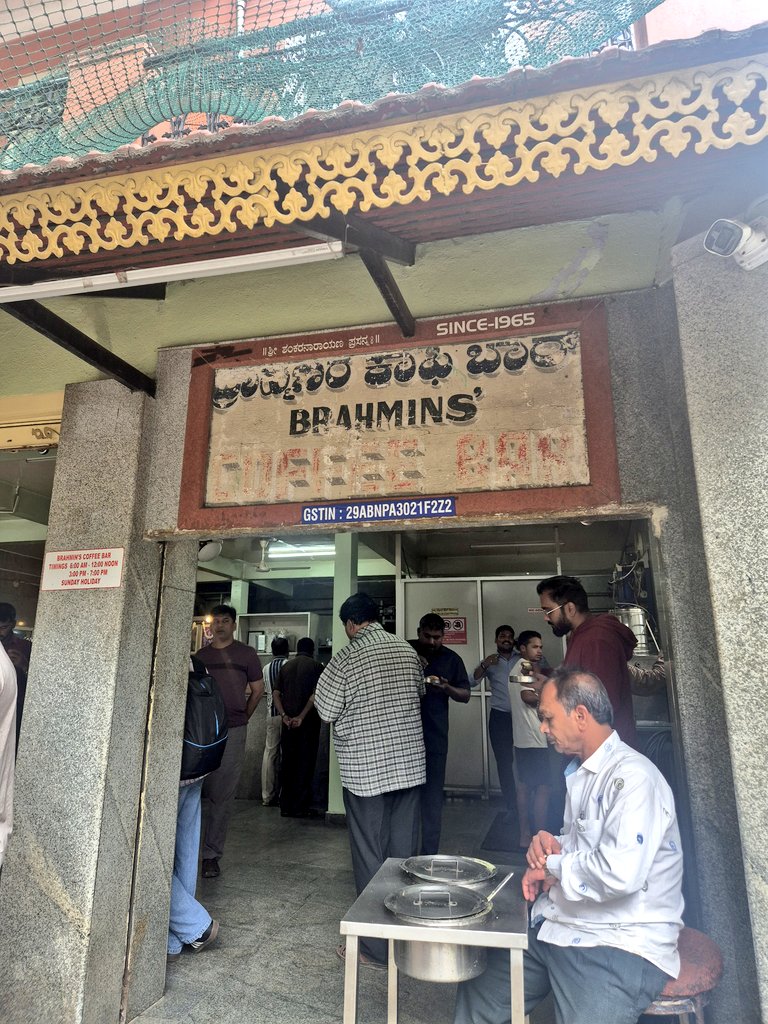 SINCE-1965
॥ ಶ್ರೀ ಶಂಕರನಾರಾಯಣ ಪ್ರಸನ್ನ ॥
ಬ್ರಾಹ್ಮಣರ ಕಾಫಿ ಬಾರ್
BRAHMINS'
COFFEE BAR
GSTIN : 29ABNPA3021F2Z2
BRAHMIN'S COFFEE BAR
TIMINGS 6:00 AM - 12:00 NOON
3:00 PM - 7:00 PM
SUNDAY HOLIDAY